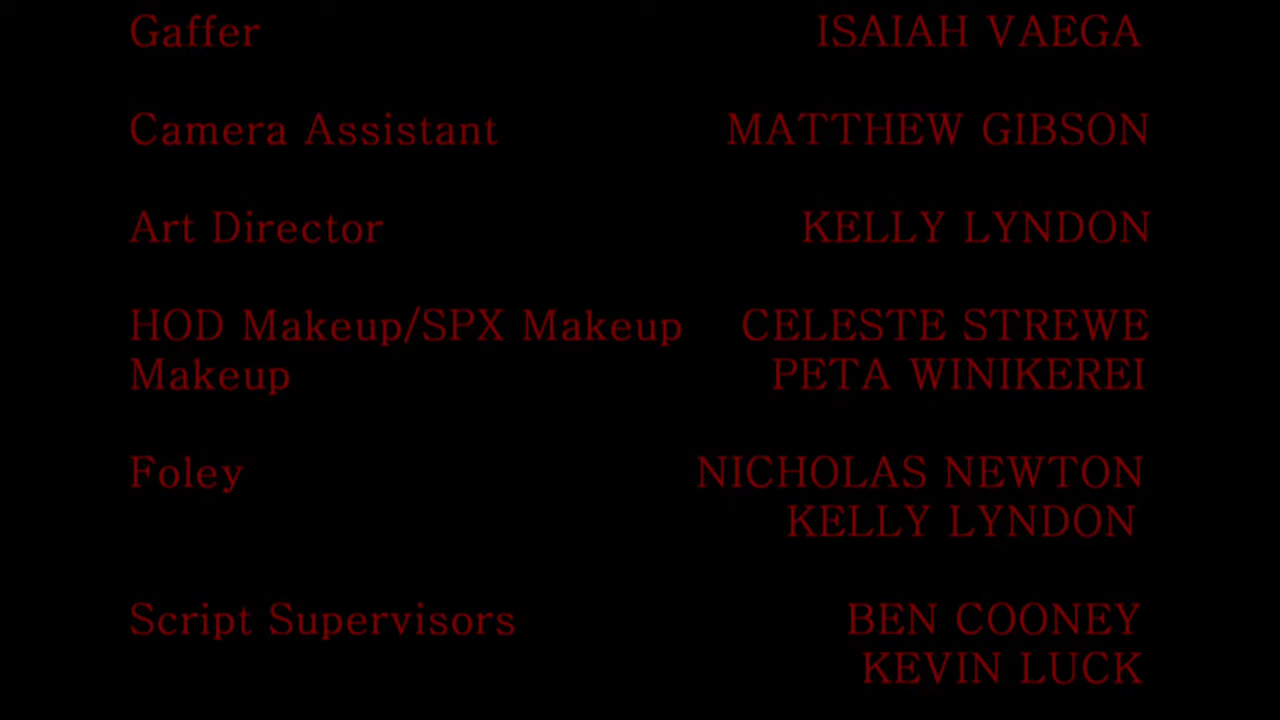 Gaffer ISAIAH VAEGA
Camera Assistant MATTHEW GIBSON
Art Director KELLY LYNDON
HOD Makeup/SPX Makeup CELESTE STREWE
Makeup PETA WINIKEREI
Foley NICHOLAS NEWTON
KELLY LYNDON
Script Supervisors BEN COONEY
KEVIN LUCK